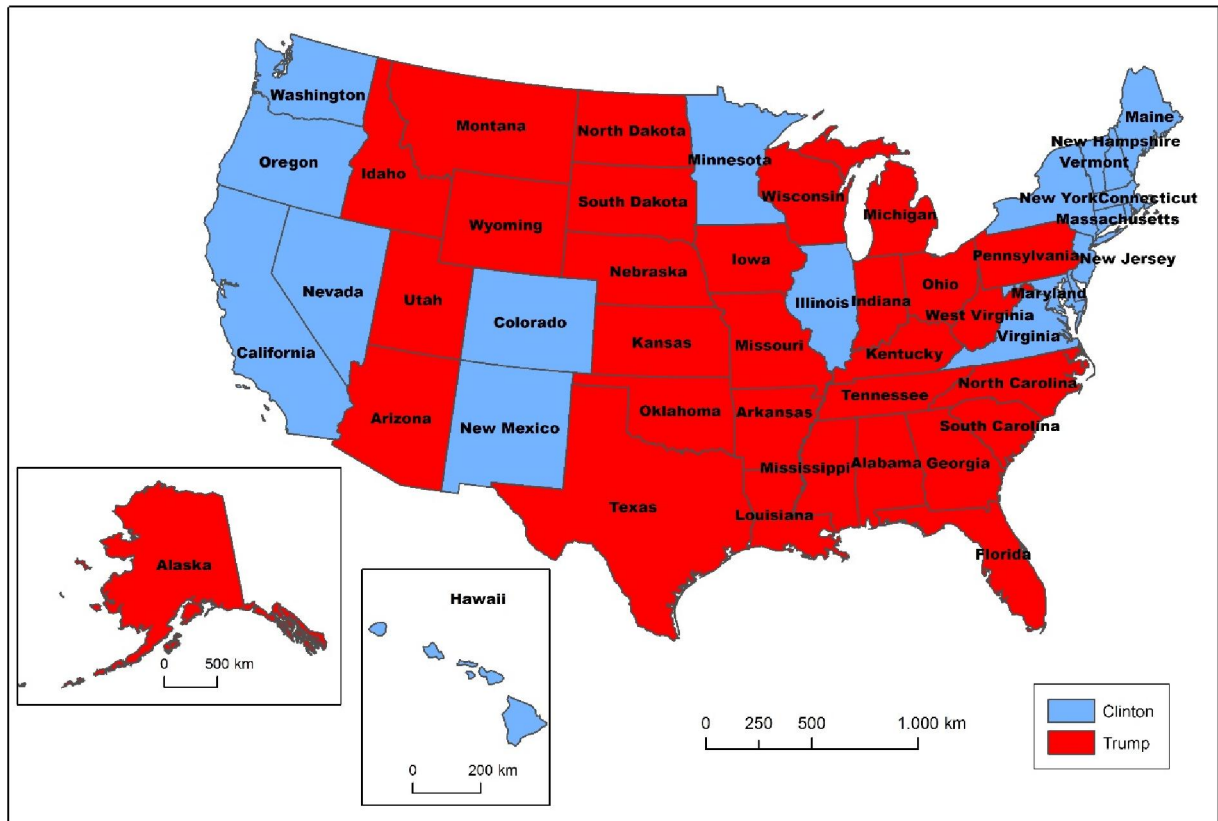 Washington
Maine
Montana
North Dakota
New Hampshire
Minnesota
Vermont
Oregon
Idaho
Wisconsin
South Dakota
New YorkConnecticut
Michigan
Massachusetts
Wyoming
Pennsylvania
New Jersey
Iowa
Nebraska
Ohio
Nevada
Utah
Illinois
Indiana
Maryland
Colorado
West Virginia
Virginia
California
Kansas
Missouri
Kentucky
North Carolina
Tennessee
Oklahoma
Arkansas
Arizona
New Mexico
South Carolina
Mississippi
Alabama
Georgia
Texas
Louisiana
Florida
Alaska
0 500 km
Hawaii
0 200 km
0 250 500 1.000 km
Clinton
Trump